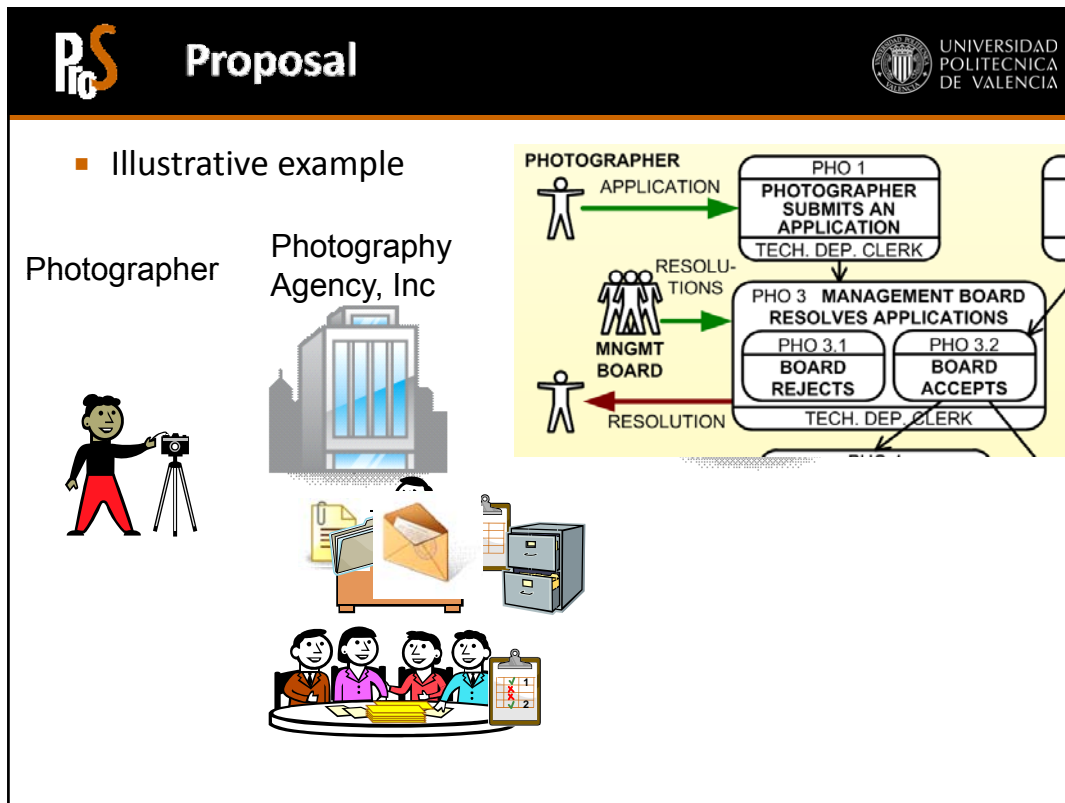 ProS
Proposal
UNIVERSIDAD
POLITECNICA
DE VALENCIA
Illustrative example
Photographer
Photography
Agency, Inc
PHOTOGRAPHER
APPLICATION
PHO 1
PHOTOGRAPHER
SUBMITS AN
APPLICATION
TECH. DEP. CLERK
RESOLU-
TIONS
MNGMT
BOARD
PHO 3 MANAGEMENT BOARD
RESOLVES APPLICATIONS
PHO 3.1
BOARD
REJECTS
PHO 3.2
BOARD
ACCEPTS
RESOLUTION
TECH. DEP. CLERK
1
2